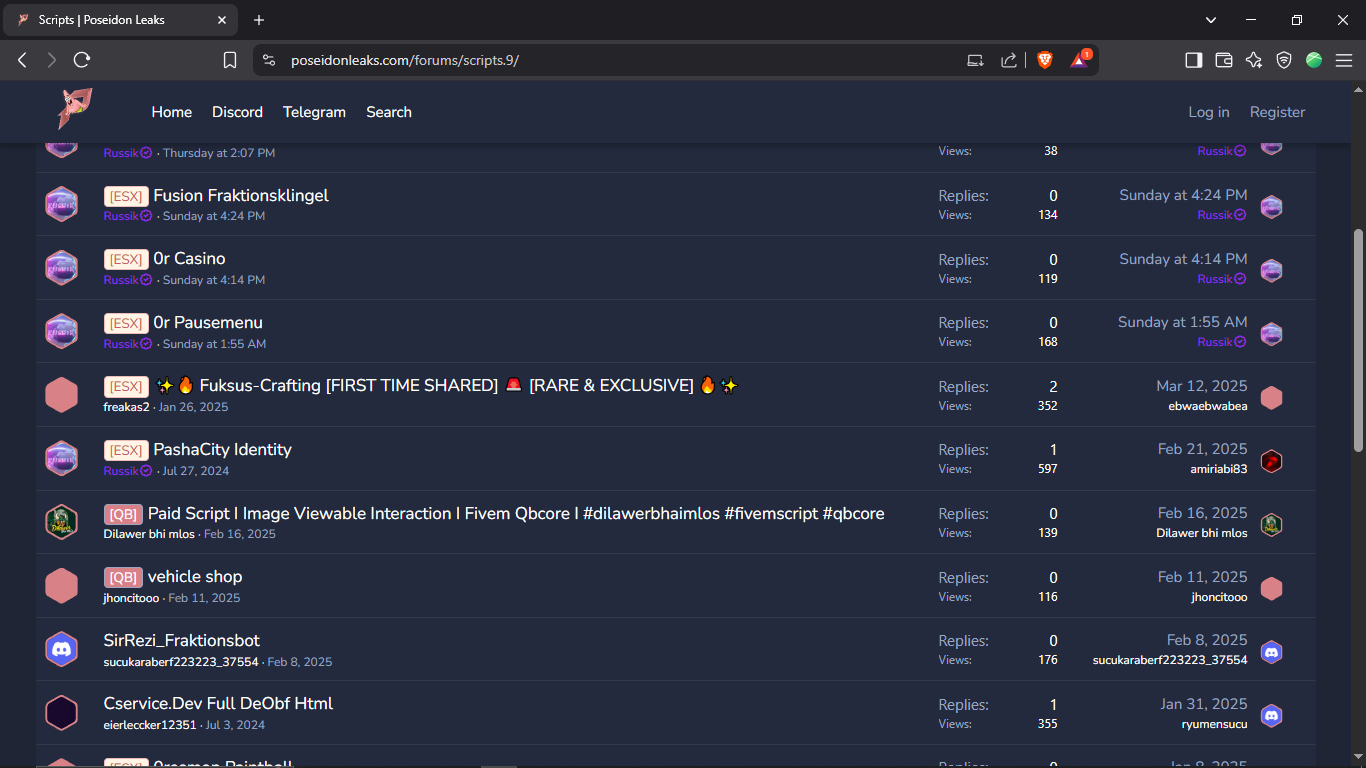 Scripts | Poseidon Leaks
poseidonleaks.com/forums/scripts.9/
1
Home Discord Telegram Search Log in Register
Russik · Thursday at 2:07 PM Views: 38 Russik
[ESX] Fusion Fraktionsklingel Replies: 0 Sunday at 4:24 PM
Russik · Sunday at 4:24 PM Views: 134 Russik
[ESX] 0r Casino Replies: 0 Sunday at 4:14 PM
Russik · Sunday at 4:14 PM Views: 119 Russik
[ESX] 0r Pausemenu Replies: 0 Sunday at 1:55 AM
Russik · Sunday at 1:55 AM Views: 168 Russik
[ESX] ✨🔥 Fuksus-Crafting [FIRST TIME SHARED] 🚨 [RARE & EXCLUSIVE] 🔥✨ Replies: 2 Mar 12, 2025
freakas2 · Jan 26, 2025 Views: 352 ebwaebwabea
[ESX] PashaCity Identity Replies: 1 Feb 21, 2025
Russik · Jul 27, 2024 Views: 597 amiriabi83
[QB] Paid Script I Image Viewable Interaction I Fivem Qbcore I #dilawerbhaimlos #fivemscript #qbcore Replies: 0 Feb 16, 2025
Dilawer bhi mlos · Feb 16, 2025 Views: 139 Dilawer bhi mlos
[QB] vehicle shop Replies: 0 Feb 11, 2025
jhoncitooo · Feb 11, 2025 Views: 116 jhoncitooo
SirRezi_Fraktionsbot Replies: 0 Feb 8, 2025
sucukaraberf223223_37554 · Feb 8, 2025 Views: 176 sucukaraberf223223_37554
Cservice.Dev Full DeObf Html Replies: 1 Jan 31, 2025
eierleccker12351 · Jul 3, 2024 Views: 355 ryumensucu